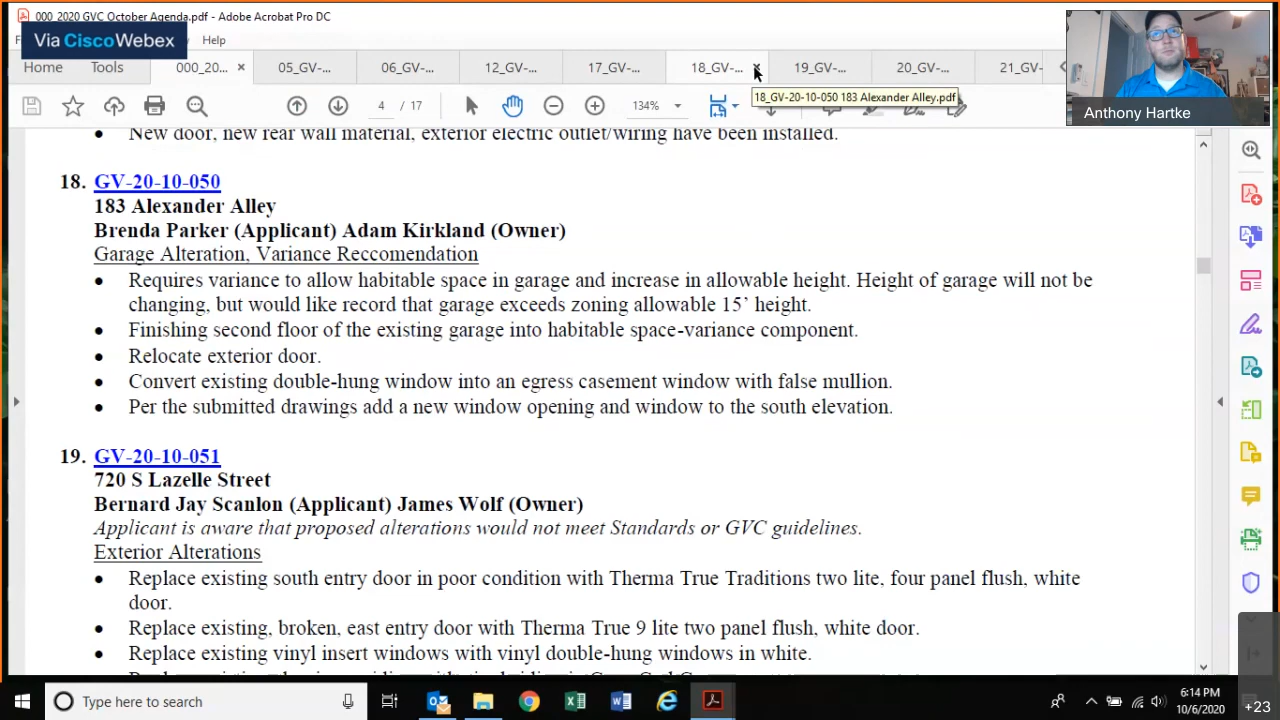 000_2020 GVC October Agenda.pdf - Adobe Acrobat Pro DC
Via CiscoWebex
Help
Home Tools 000_20... 05_GV-... 06_GV-... 12_GV-... 17_GV-... 18_GV-... 19_GV-... 20_GV-... 21_GV-
4 / 17 134%
18_GV-20-10-050 183 Alexander Alley.pdf
Anthony Hartke
• New door, new rear wall material, exterior electric outlet/wiring have been installed.
18. GV-20-10-050
183 Alexander Alley
Brenda Parker (Applicant) Adam Kirkland (Owner)
Garage Alteration, Variance Reccomendation
• Requires variance to allow habitable space in garage and increase in allowable height. Height of garage will not be
changing, but would like record that garage exceeds zoning allowable 15’ height.
• Finishing second floor of the existing garage into habitable space-variance component.
• Relocate exterior door.
• Convert existing double-hung window into an egress casement window with false mullion.
• Per the submitted drawings add a new window opening and window to the south elevation.
19. GV-20-10-051
720 S Lazelle Street
Bernard Jay Scanlon (Applicant) James Wolf (Owner)
Applicant is aware that proposed alterations would not meet Standards or GVC guidelines.
Exterior Alterations
• Replace existing south entry door in poor condition with Therma True Traditions two lite, four panel flush, white
door.
• Replace existing, broken, east entry door with Therma True 9 lite two panel flush, white door.
• Replace existing vinyl insert windows with vinyl double-hung windows in white.
Type here to search
6:14 PM
10/6/2020
+23